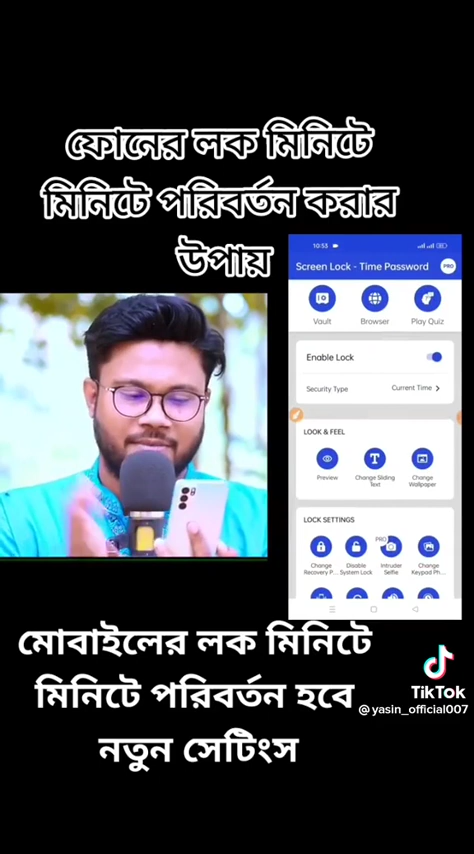 ফোনের লক মিনিটে
মিনিটে পরিবর্তন করার
উপায়
10:53
Screen Lock - Time Password
PRO
Vault
Browser
Play Quiz
Enable Lock
Security Type
Current Time >
LOOK & FEEL
Preview
Change Sliding
Text
Change
Wallpaper
LOCK SETTINGS
PRO
Change
Recovery P...
Disable
System Lock
Intruder
Selfie
Change
Keypad Ph...
মোবাইলের লক মিনিটে
মিনিটে পরিবর্তন হবে
নতুন সেটিংস
TikTok
@yasin_official007